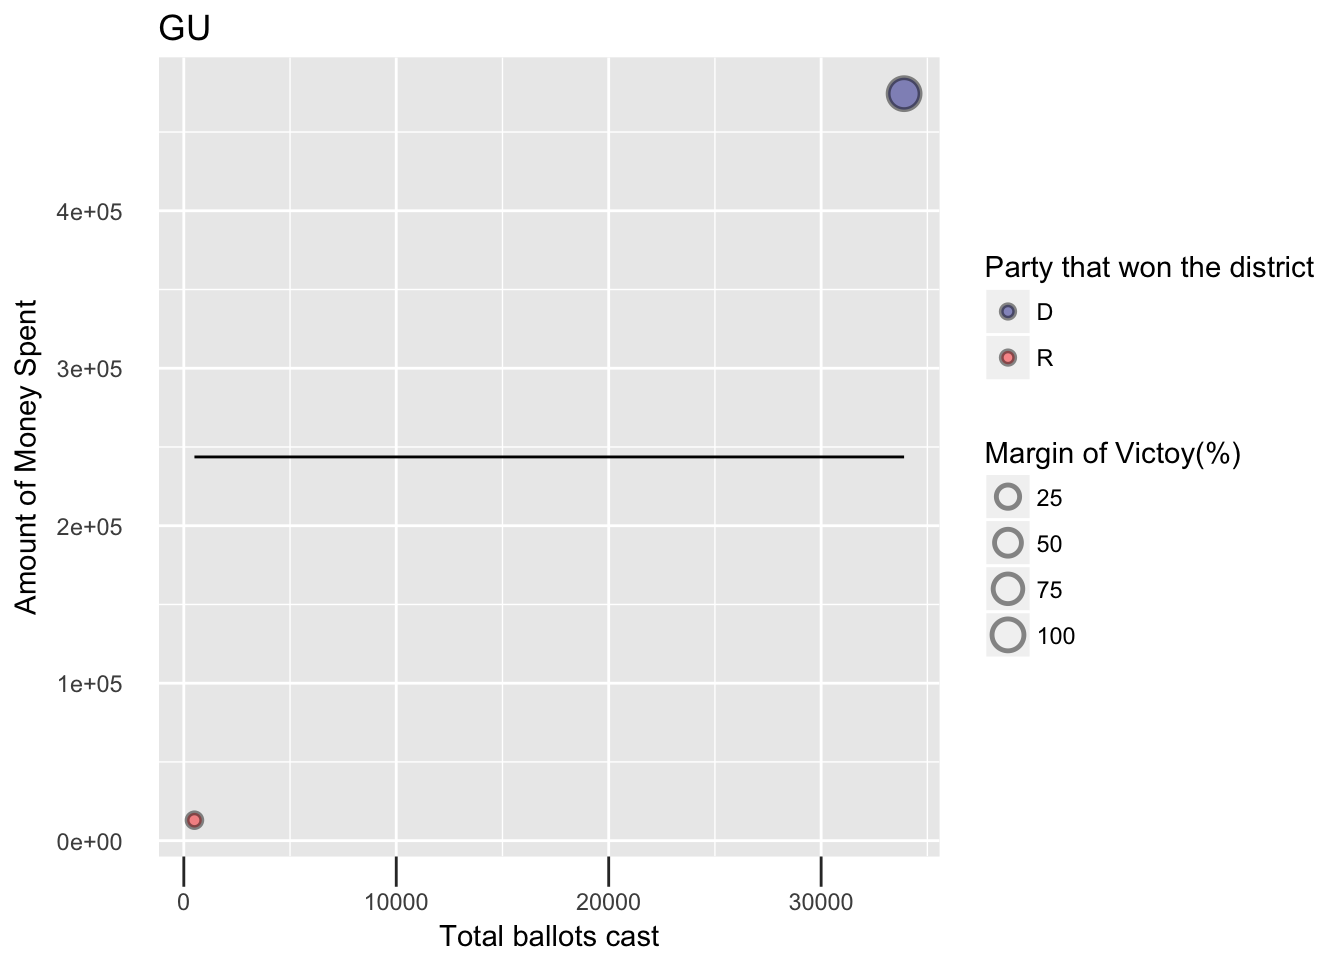 GU
Amount of Money Spent
4e+05
3e+05
2e+05
1e+05
0e+00
0
10000
20000
30000
Total ballots cast
Party that won the district
D
R
Margin of Victoy(%)
25
50
75
100